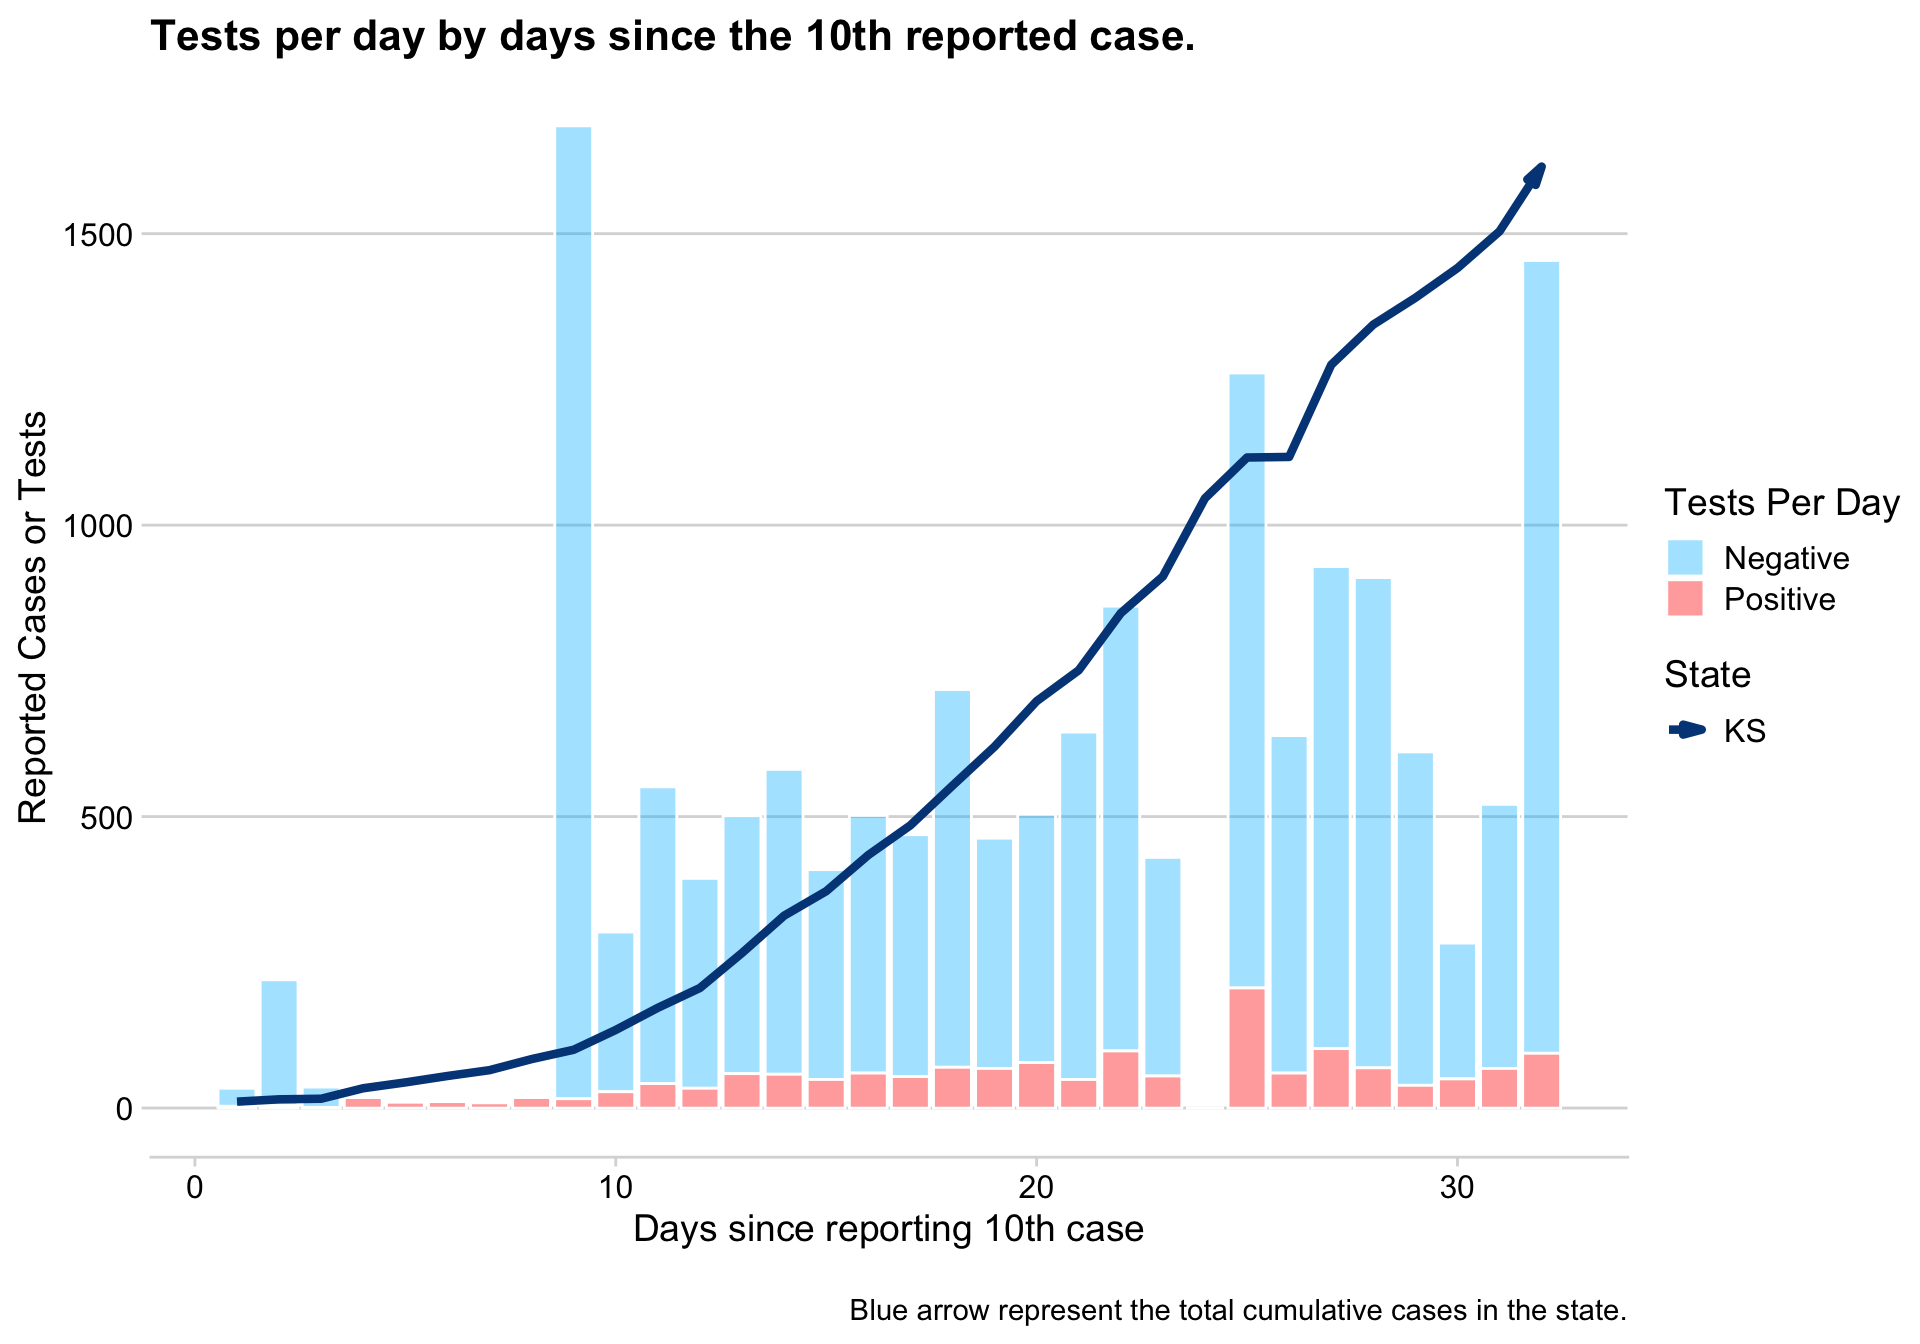 Tests per day by days since the 10th reported case.
Reported Cases or Tests
1500
1000
500
0
0 10 20 30
Days since reporting 10th case
Tests Per Day
Negative
Positive
State
KS
Blue arrow represent the total cumulative cases in the state.